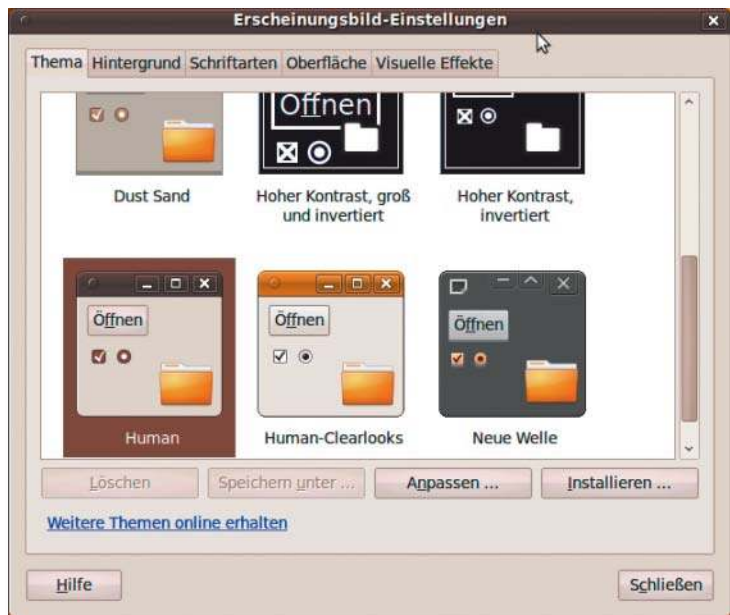 Erscheinungsbild-Einstellungen
Thema Hintergrund Schriftarten Oberfläche Visuelle Effekte
Öffnen
Dust Sand
Hoher Kontrast, groß und invertiert
Hoher Kontrast, invertiert
Öffnen
Öffnen
Öffnen
Human
Human-Clearlooks
Neue Welle
Löschen
Speichern unter ...
Anpassen ...
Installieren ...
Weitere Themen online erhalten
Hilfe
Schließen